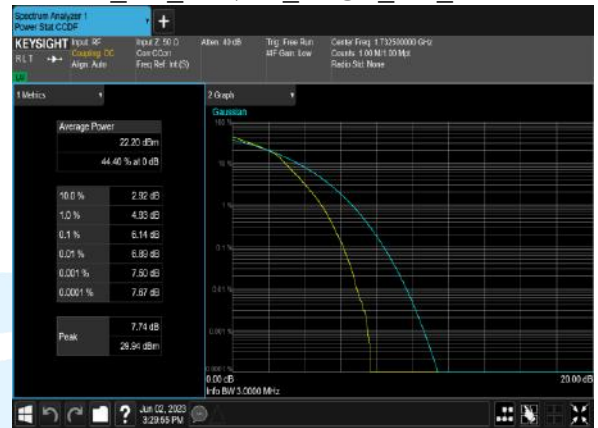 Spectrum Analyzer 1
Power Stat CCDF
KEYSIGHT Input: RF
Coupling: DC
Align: Auto
RLT
LW
Input Z: 50 Ω
Corr CCorr
Freq Ref: Int (S)
Atten: 40 dB
Trig: Free Run
#IF Gain: Low
Center Freq: 1.732500000 GHz
Counts: 1.00 M/1.00 Mpt
Radio Std: None
1 Metrics
Average Power
22.20 dBm
44.40 % at 0 dB
10.0 % 2.92 dB
1.0 % 4.93 dB
0.1 % 6.14 dB
0.01 % 6.89 dB
0.001 % 7.50 dB
0.0001 % 7.67 dB
Peak
7.74 dB
29.94 dBm
2 Graph
Gaussian
100 %
10 %
1 %
0.1 %
0.01 %
0.001 %
0.0001 %
0.00 dB
20.00 dB
Info BW 3.0000 MHz
Jun 02, 2023
3:29:55 PM